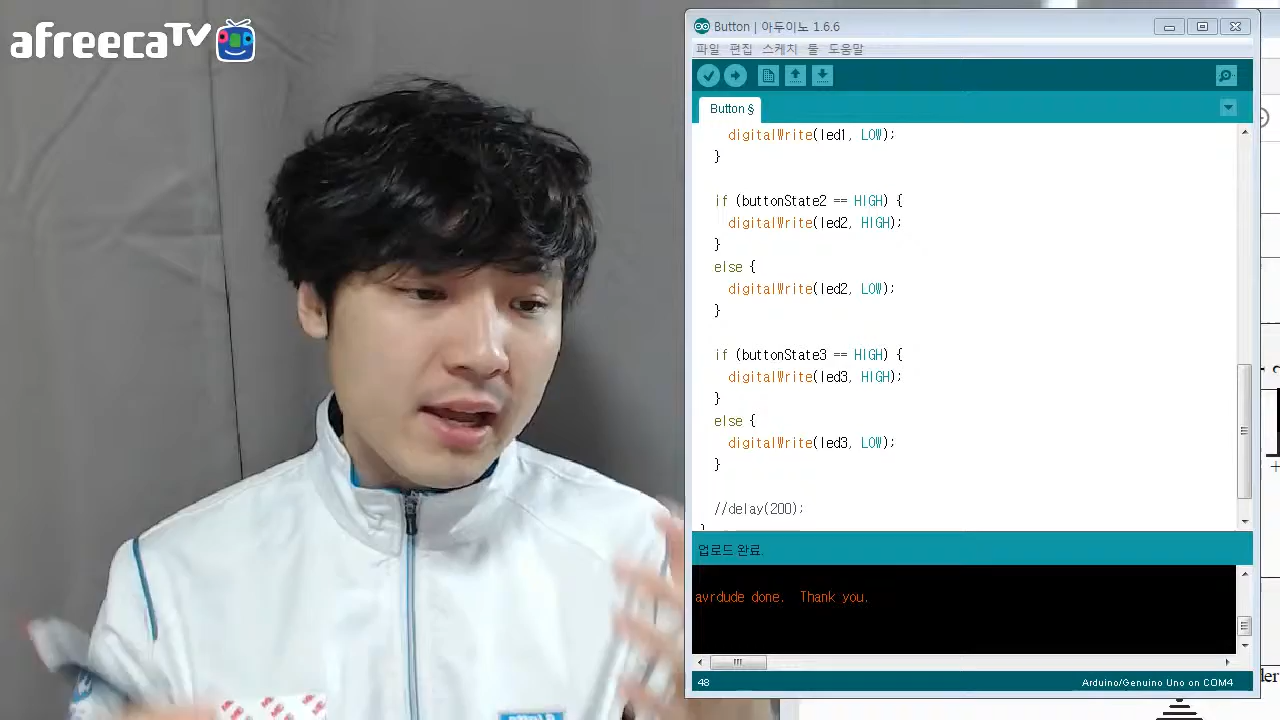 afreecaTV
Button | 아두이노 1.6.6
파일 편집 스케치 툴 도움말
Button §
digitalWrite(led1, LOW);
}
if (buttonState2 == HIGH) {
digitalWrite(led2, HIGH);
}
else {
digitalWrite(led2, LOW);
}
if (buttonState3 == HIGH) {
digitalWrite(led3, HIGH);
}
else {
digitalWrite(led3, LOW);
}
//delay(200);
업로드 완료.
avrdude done.  Thank you.
48
Arduino/Genuino Uno on COM4